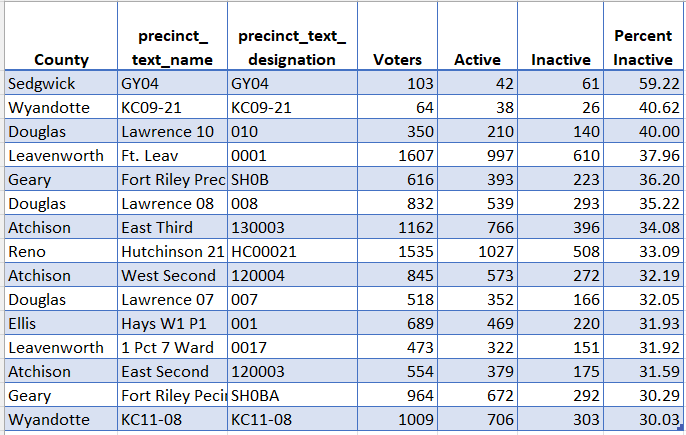 County precinct_text_name precinct_text_designation Voters Active Inactive Percent Inactive
Sedgwick GY04 GY04 103 42 61 59.22
Wyandotte KC09-21 KC09-21 64 38 26 40.62
Douglas Lawrence 10 010 350 210 140 40.00
Leavenworth Ft. Leav 0001 1607 997 610 37.96
Geary Fort Riley Prec SH0B 616 393 223 36.20
Douglas Lawrence 08 008 832 539 293 35.22
Atchison East Third 130003 1162 766 396 34.08
Reno Hutchinson 21 HC00021 1535 1027 508 33.09
Atchison West Second 120004 845 573 272 32.19
Douglas Lawrence 07 007 518 352 166 32.05
Ellis Hays W1 P1 001 689 469 220 31.93
Leavenworth 1 Pct 7 Ward 0017 473 322 151 31.92
Atchison East Second 120003 554 379 175 31.59
Geary Fort Riley Peci SH0BA 964 672 292 30.29
Wyandotte KC11-08 KC11-08 1009 706 303 30.03